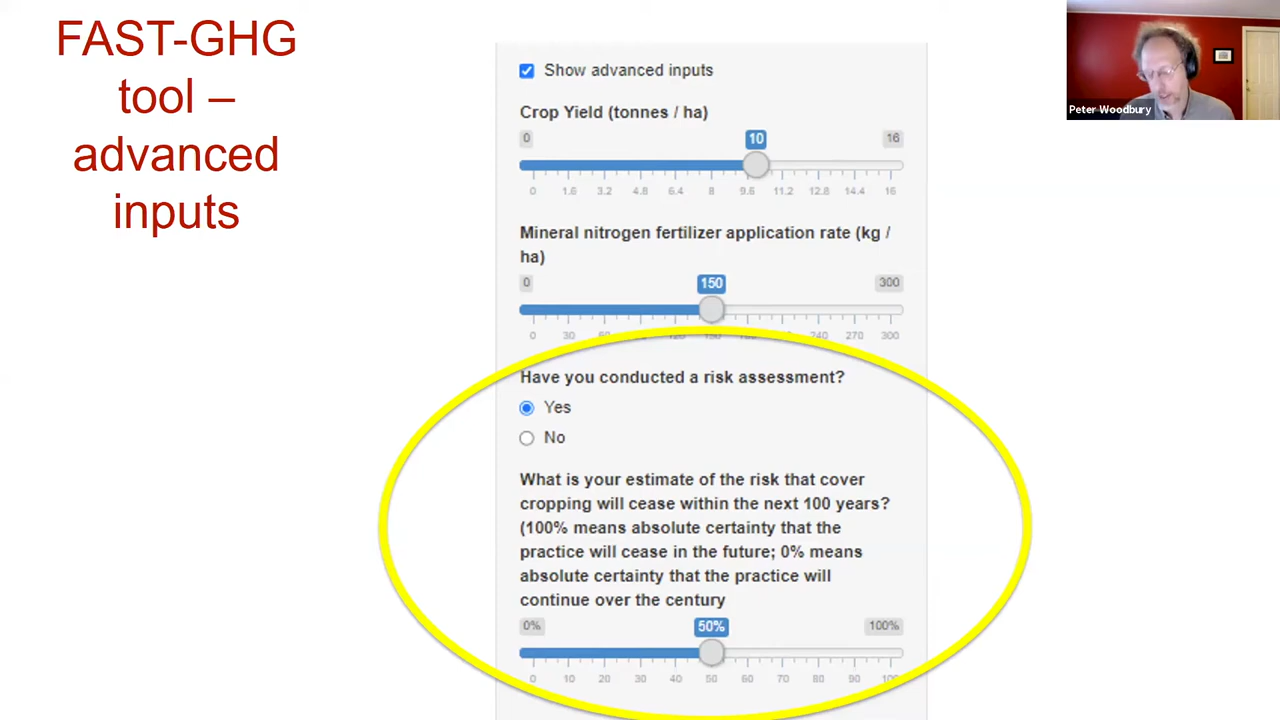 FAST-GHG
tool –
advanced
inputs
Peter Woodbury
Show advanced inputs
Crop Yield (tonnes / ha)
0 10 16
0 1.6 3.2 4.8 6.4 8 9.6 11.2 12.8 14.4 16
Mineral nitrogen fertilizer application rate (kg /
ha)
0 150 300
0 30 60 120 150 180 240 270 300
Have you conducted a risk assessment?
Yes
No
What is your estimate of the risk that cover
cropping will cease within the next 100 years?
(100% means absolute certainty that the
practice will cease in the future; 0% means
absolute certainty that the practice will
continue over the century
0% 50% 100%
0 10 20 30 40 50 60 70 80 90 100